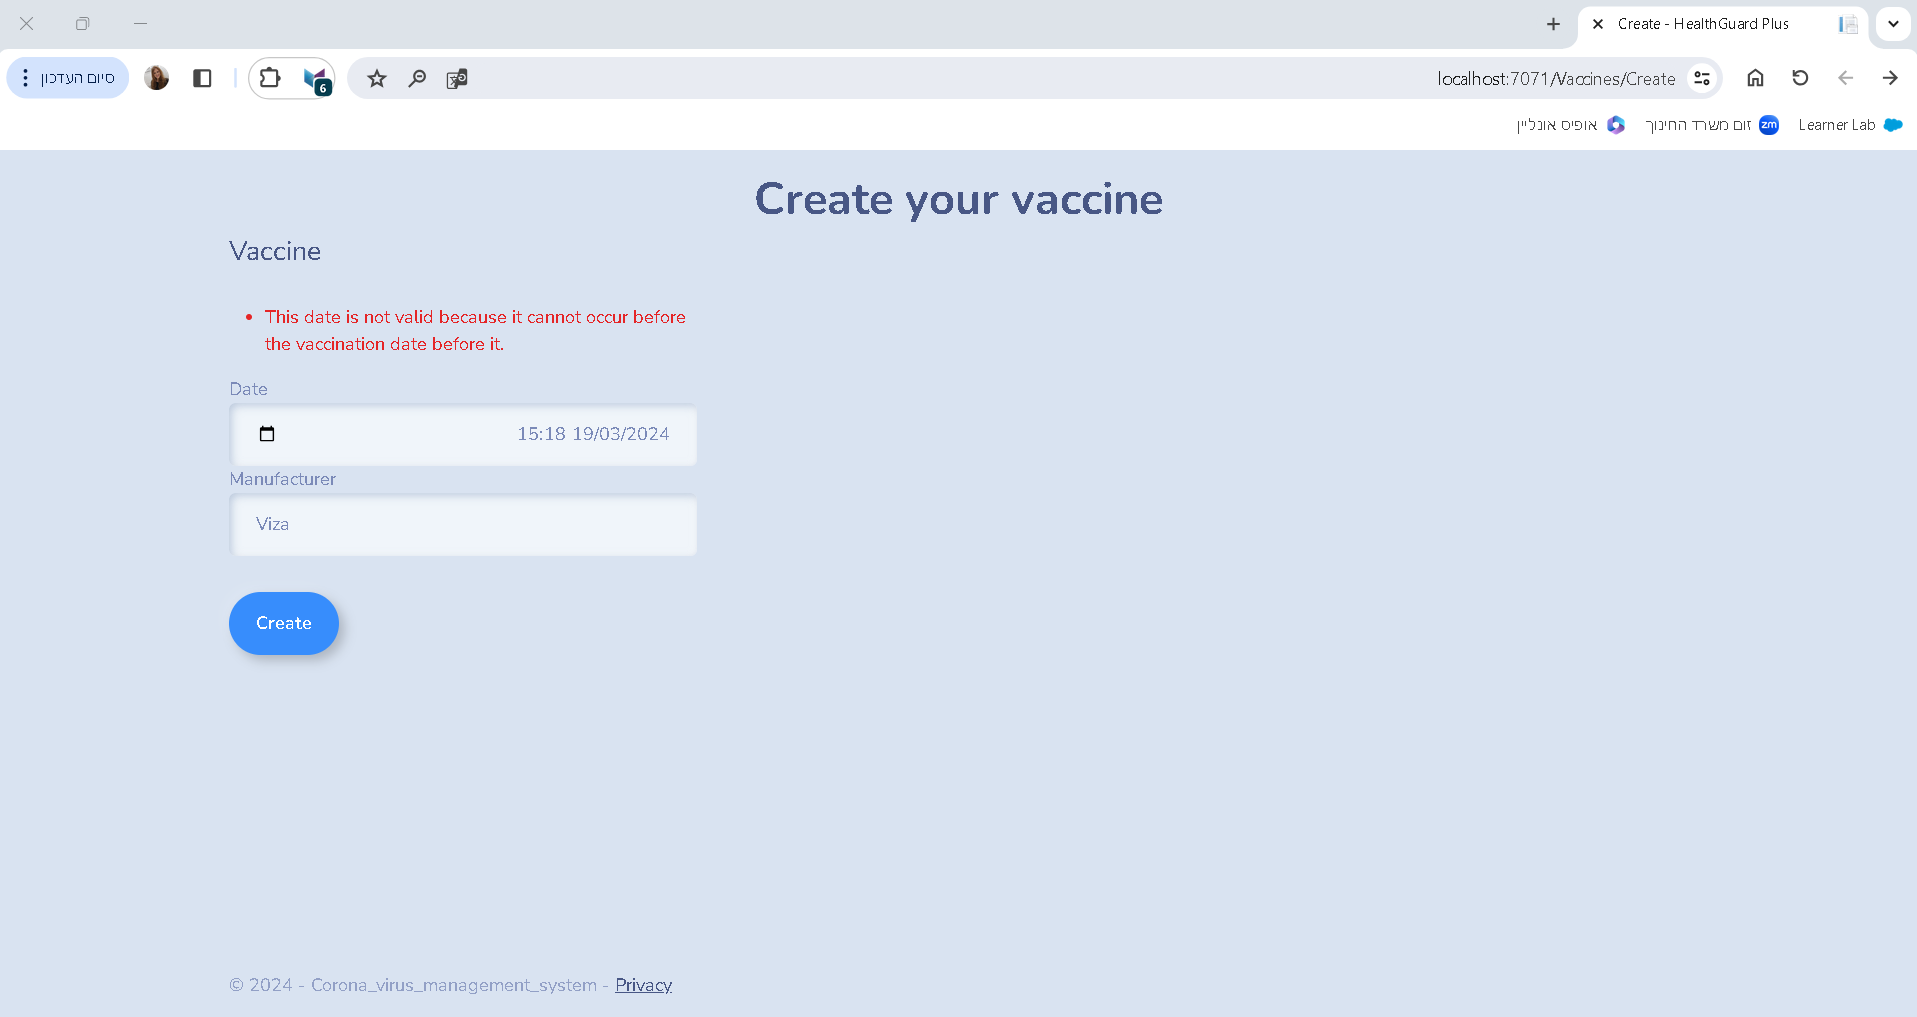 Create - HealthGuard Plus
סיום העדכון
6
localhost:7071/Vaccines/Create
Learner Lab
zm
זום משרד החינוך
אופיס אונליין
Create your vaccine
Vaccine
This date is not valid because it cannot occur before
the vaccination date before it.
Date
15:18 19/03/2024
Manufacturer
Viza
Create
© 2024 - Corona_virus_management_system - Privacy